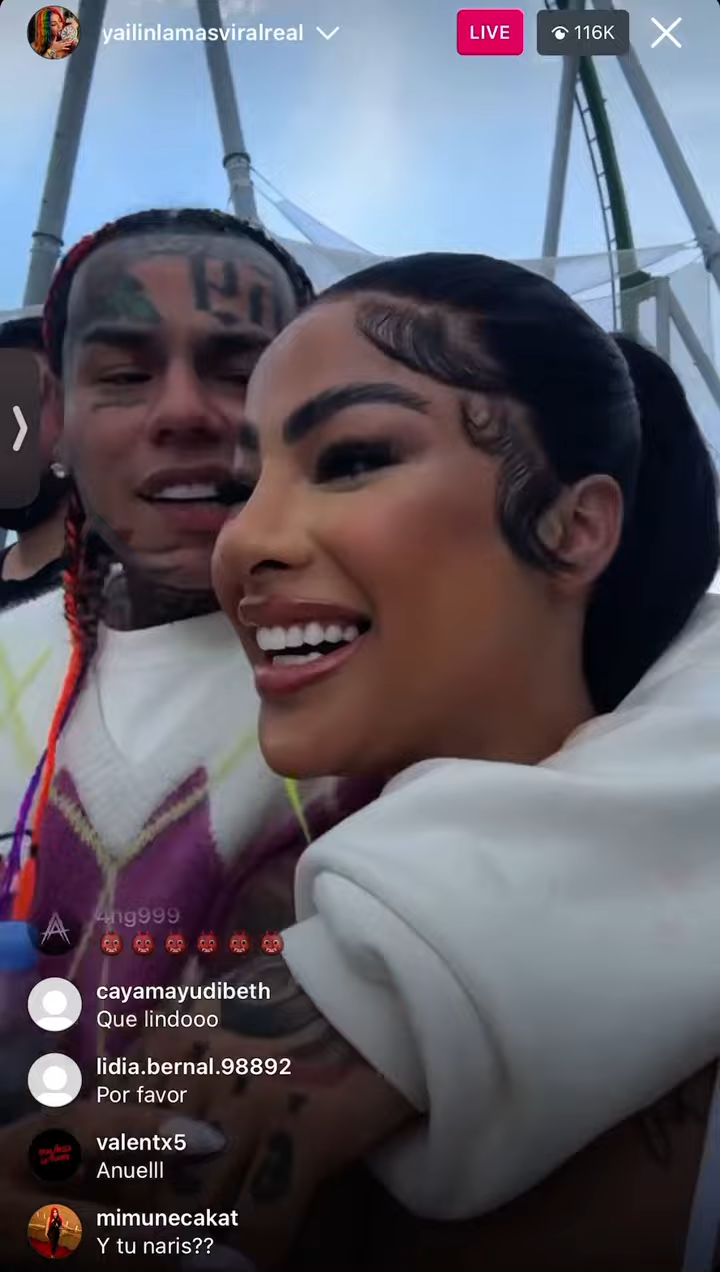 yailinlamasviralreal
LIVE
116K
4ng999
👹👹👹👹👹👹
cayamayudibeth
Que lindooo
lidia.bernal.98892
Por favor
valentx5
Anuelll
mimunecakat
Y tu naris??